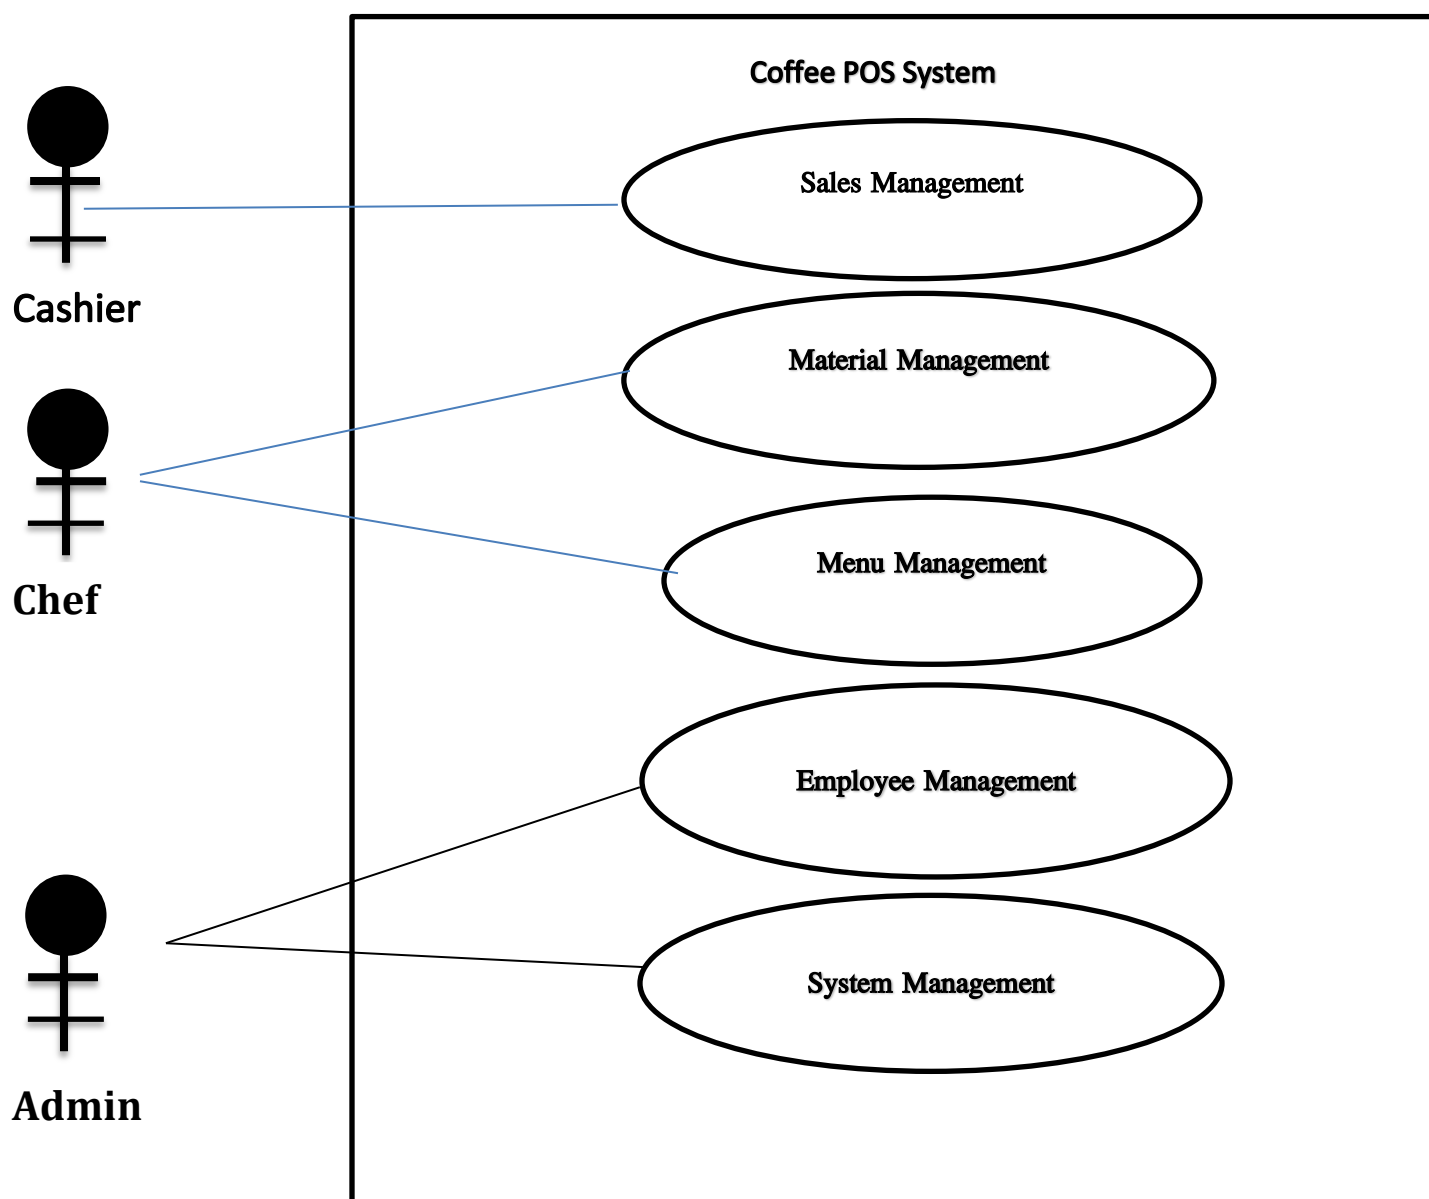 Coffee POS System
Sales Management
Cashier
Material Management
Menu Management
Chef
Employee Management
System Management
Admin